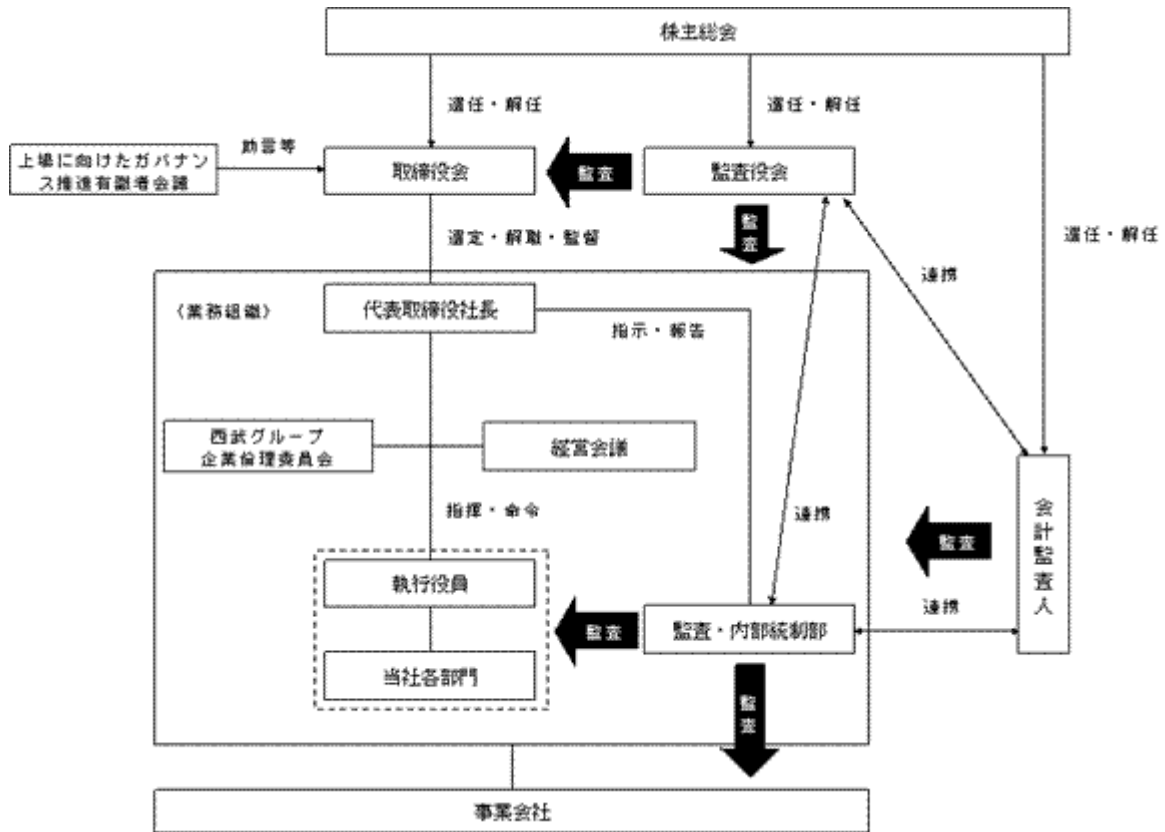 株主総会
選任・解任
選任・解任
助言等
上場に向けたガバナン
ス推進有識者会議
取締役会
監査
監査役会
選定・解職・監督
監査
選任・解任
連携
〈業務組織〉
代表取締役社長
指示・報告
西武グループ
企業倫理委員会
経営会議
指揮・命令
連携
監査
会計監査人
執行役員
連携
監査
監査・内部統制部
当社各部門
監査
事業会社